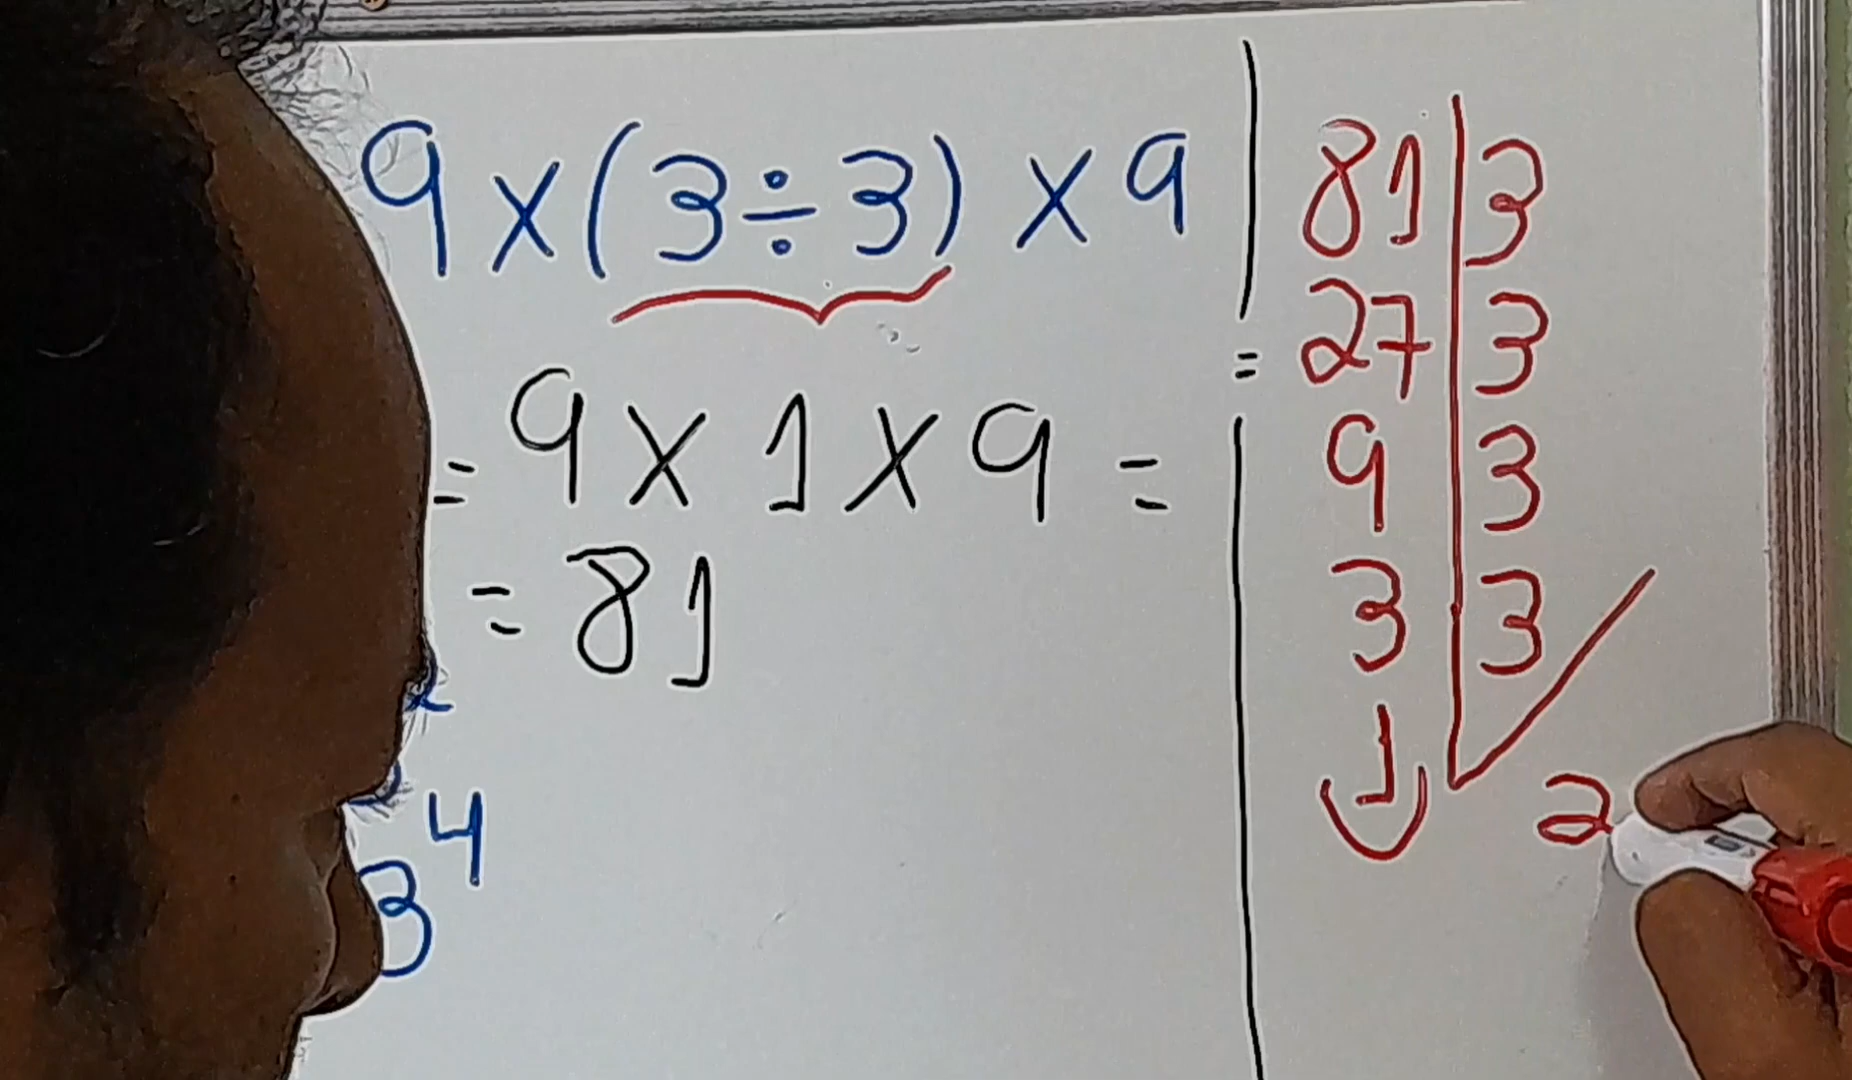 9 × (3 ÷ 3) × 9
= 9 × 1 × 9 =
= 81
3⁴
= 
81 | 3
27 | 3
9 | 3
3 | 3
1
2